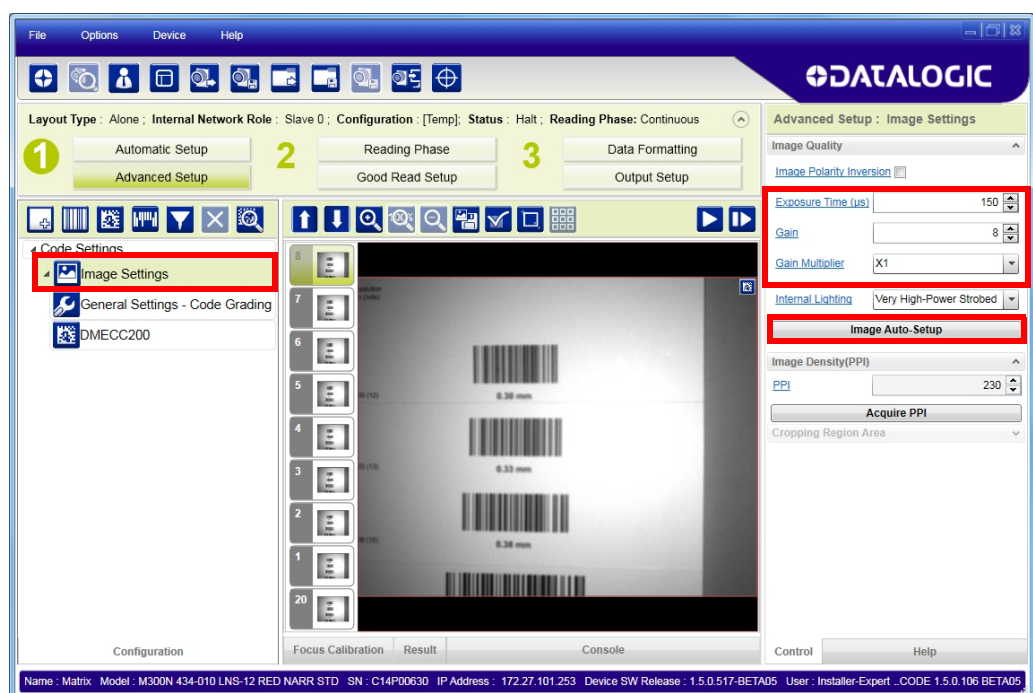 File Options Device Help
DATALOGIC
Layout Type : Alone ; Internal Network Role : Slave 0 ; Configuration : [Temp]; Status : Halt ; Reading Phase: Continuous
1 Automatic Setup 2 Reading Phase 3 Data Formatting
Advanced Setup Good Read Setup Output Setup
Code Settings
Image Settings
General Settings - Code Grading
DMECC200
Configuration
100%
8
7
6
5
4
3
2
1
20
0.30 mm
(12)
0.33 mm
(13)
0.38 mm
(15)
Focus Calibration Result Console
Advanced Setup : Image Settings
Image Quality
Image Polarity Inversion
Exposure Time (µs) 150
Gain 8
Gain Multiplier X1
Internal Lighting Very High-Power Strobed
Image Auto-Setup
Image Density(PPI)
PPI 230
Acquire PPI
Cropping Region Area
Control Help
Name : Matrix Model : M300N 434-010 LNS-12 RED NARR STD SN : C14P00630 IP Address : 172.27.101.253 Device SW Release : 1.5.0.517-BETA05 User : Installer-Expert ..CODE 1.5.0.106 BETA05